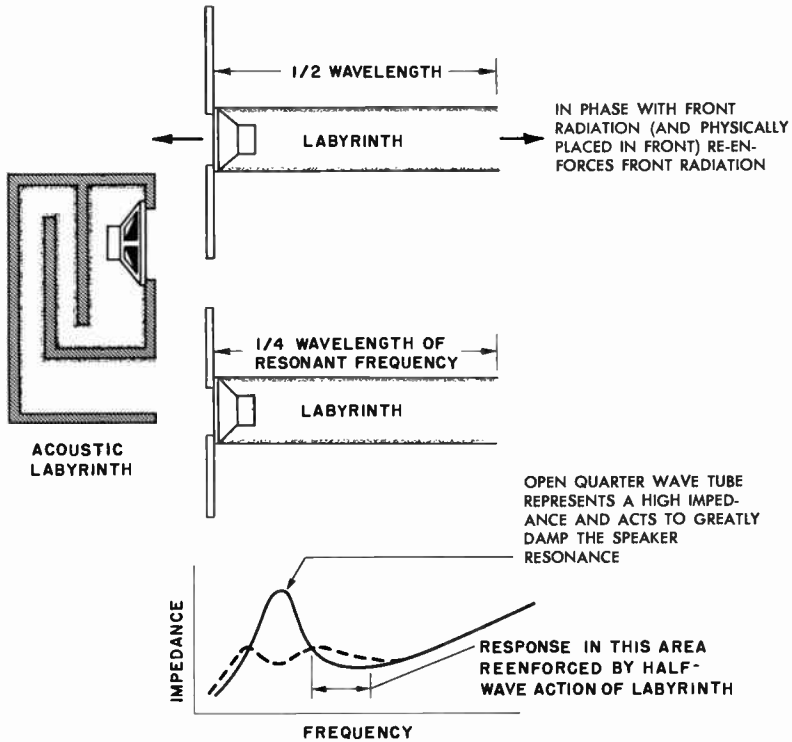 1/2 WAVELENGTH
LABYRINTH
IN PHASE WITH FRONT
RADIATION (AND PHYSICALLY
PLACED IN FRONT) RE-EN-
FORCES FRONT RADIATION
ACOUSTIC
LABYRINTH
1/4 WAVELENGTH OF
RESONANT FREQUENCY
LABYRINTH
OPEN QUARTER WAVE TUBE
REPRESENTS A HIGH IMPED-
ANCE AND ACTS TO GREATLY
DAMP THE SPEAKER
RESONANCE
IMPEDANCE
RESPONSE IN THIS AREA
REENFORCED BY HALF-
WAVE ACTION OF LABYRINTH
FREQUENCY